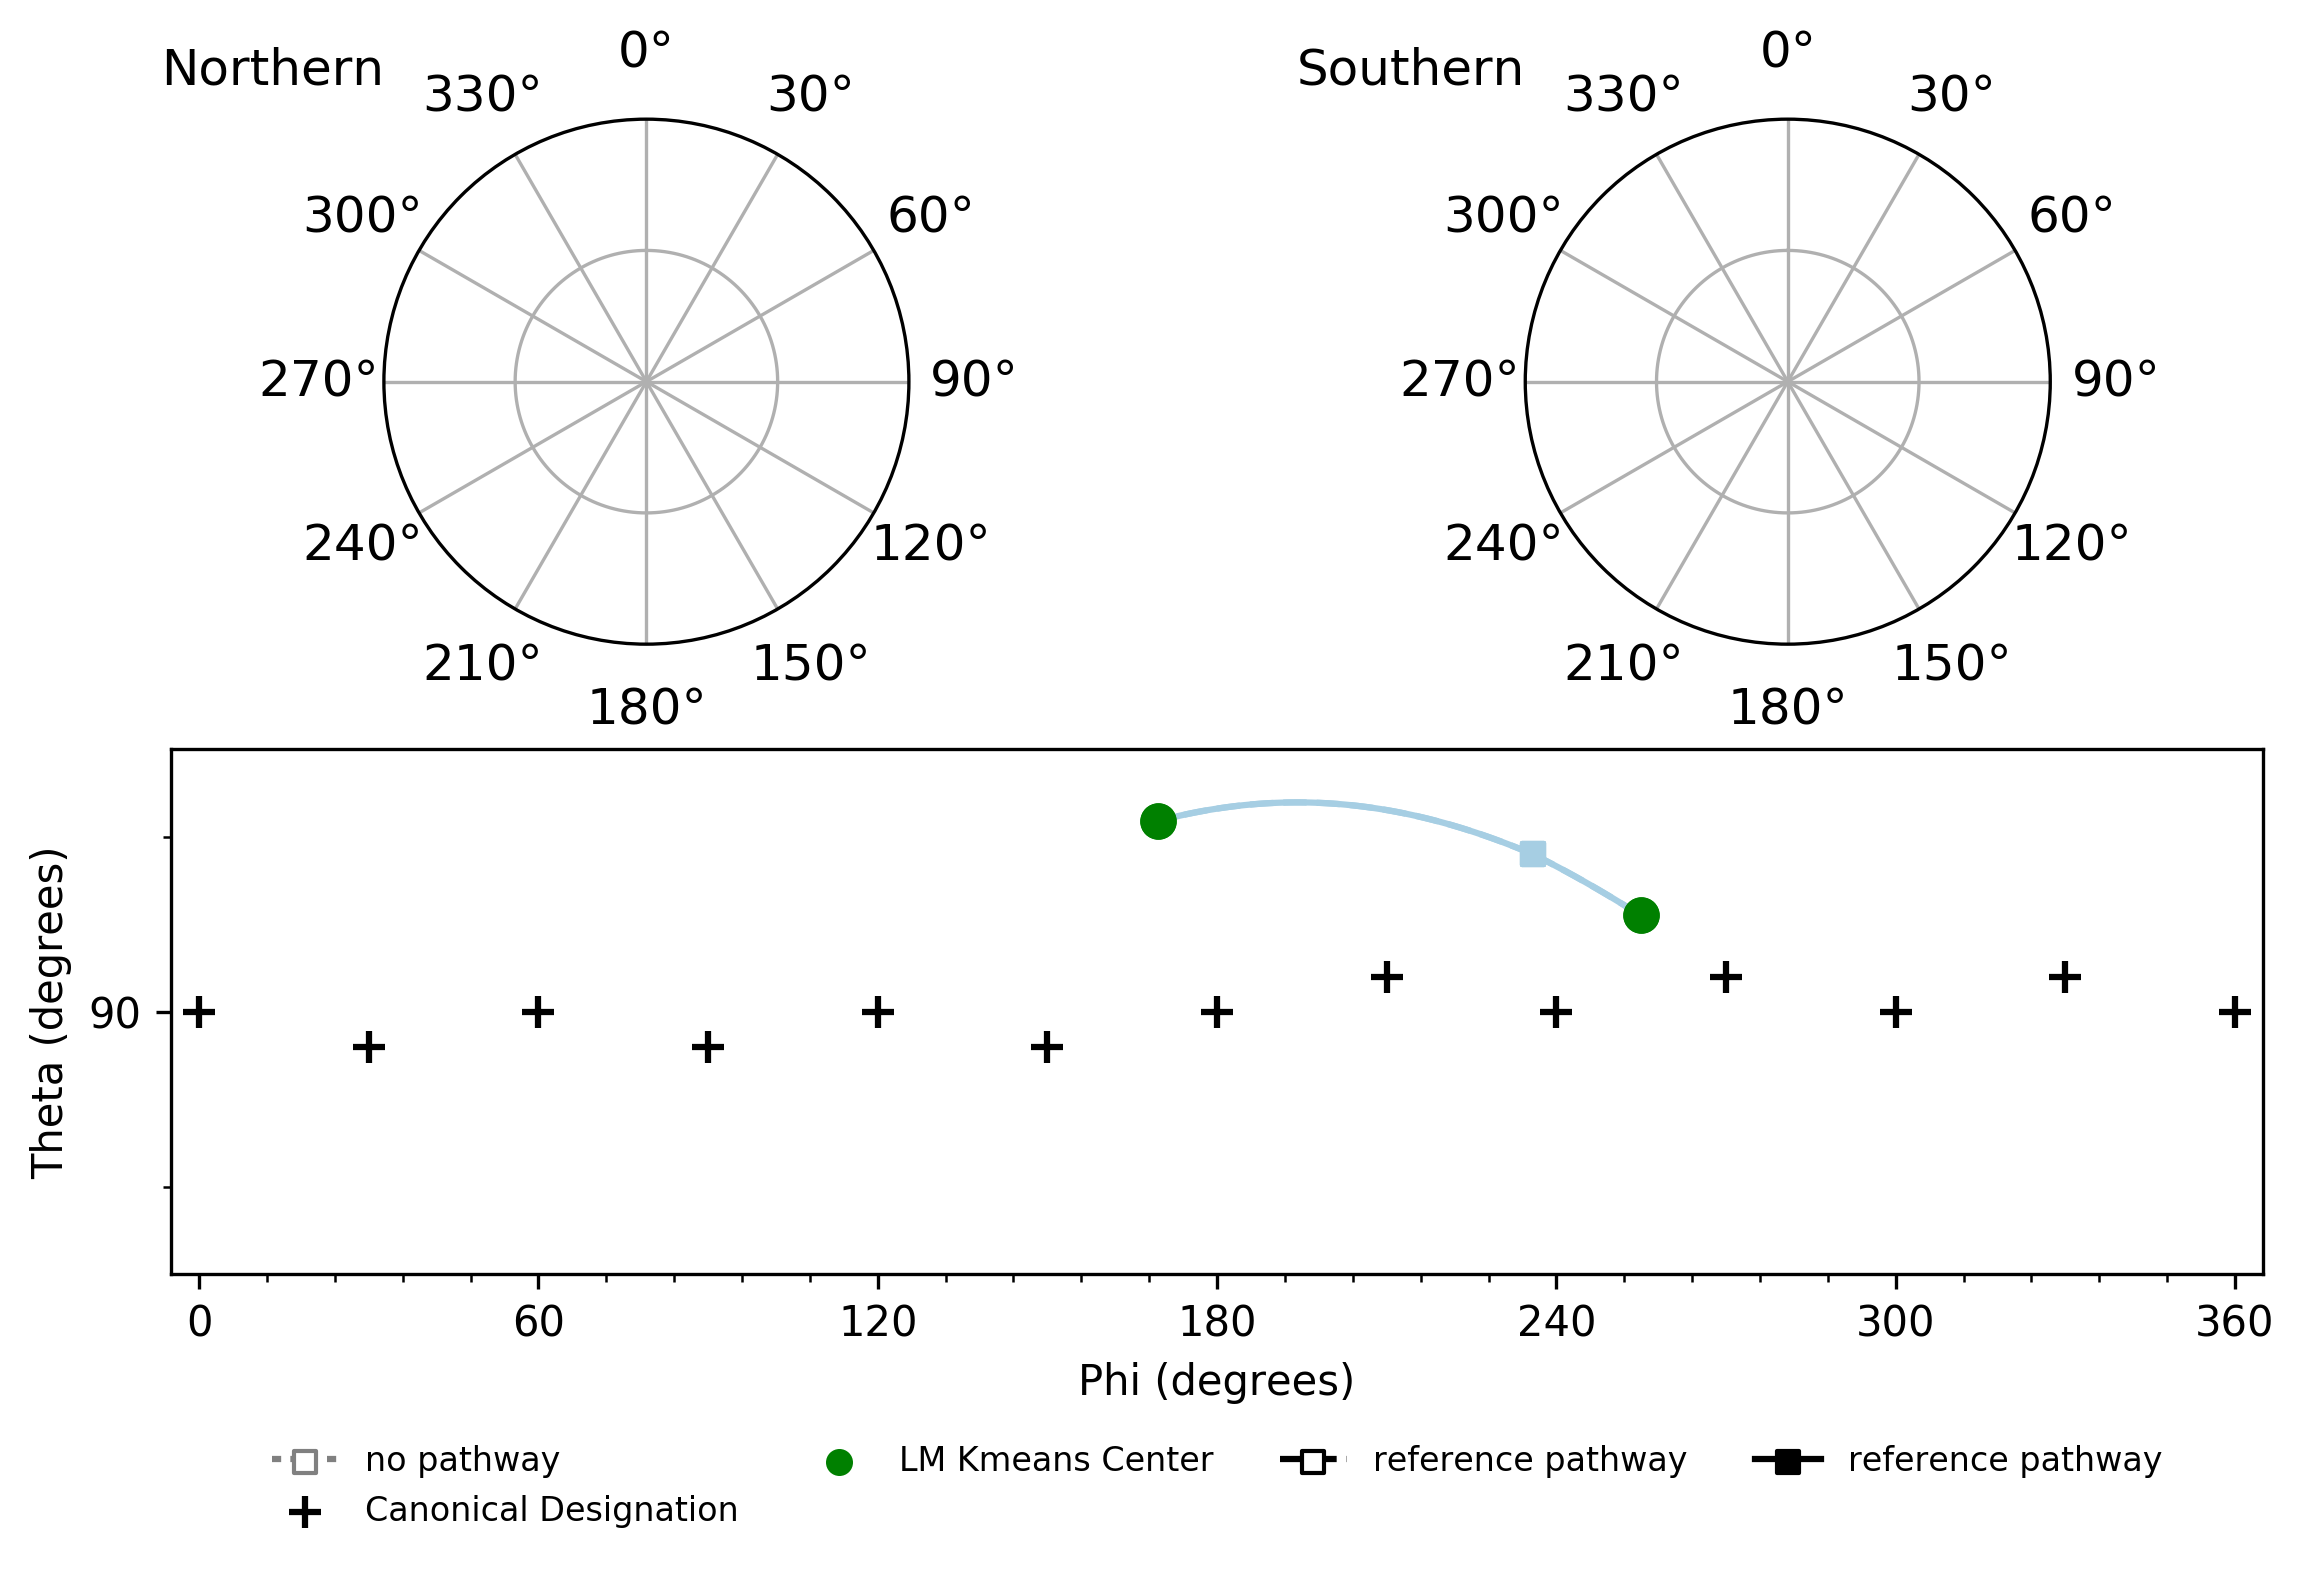 Northern
0°
30°
60°
90°
120°
150°
180°
210°
240°
270°
300°
330°
Southern
0°
30°
60°
90°
120°
150°
180°
210°
240°
270°
300°
330°
Theta (degrees)
90
0 60 120 180 240 300 360
Phi (degrees)
no pathway
Canonical Designation
LM Kmeans Center
reference pathway
reference pathway